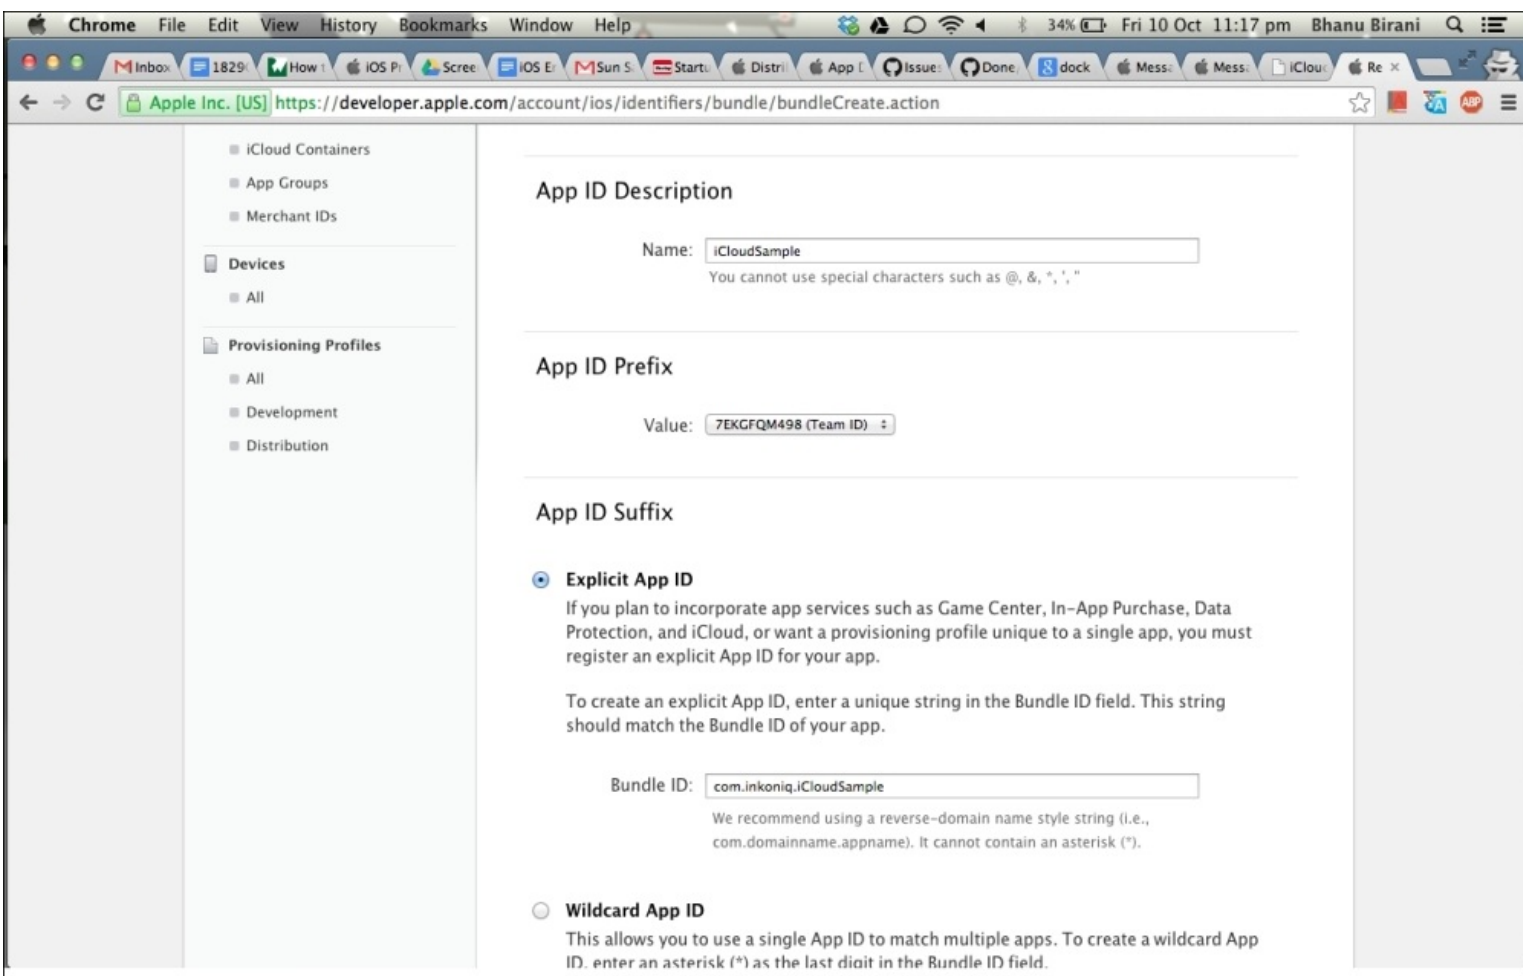 Chrome File Edit View History Bookmarks Window Help 34% Fri 10 Oct 11:17 pm Bhanu Birani
Inbox 1829 How t iOS Pr Scree iOS E Sun S Startu Distri App Issue Done dock Messa Messa iClou Re ×
Apple Inc. [US] https://developer.apple.com/account/ios/identifiers/bundle/bundleCreate.action ABP
iCloud Containers
App Groups
Merchant IDs
Devices
All
Provisioning Profiles
All
Development
Distribution
App ID Description
Name: iCloudSample
You cannot use special characters such as @, &, *, ', "
App ID Prefix
Value: 7EKGFQM498 (Team ID)
App ID Suffix
Explicit App ID
If you plan to incorporate app services such as Game Center, In-App Purchase, Data
Protection, and iCloud, or want a provisioning profile unique to a single app, you must
register an explicit App ID for your app.
To create an explicit App ID, enter a unique string in the Bundle ID field. This string
should match the Bundle ID of your app.
Bundle ID: com.inkoniq.iCloudSample
We recommend using a reverse-domain name style string (i.e.,
com.domainname.appname). It cannot contain an asterisk (*).
Wildcard App ID
This allows you to use a single App ID to match multiple apps. To create a wildcard App
ID, enter an asterisk (*) as the last digit in the Bundle ID field.